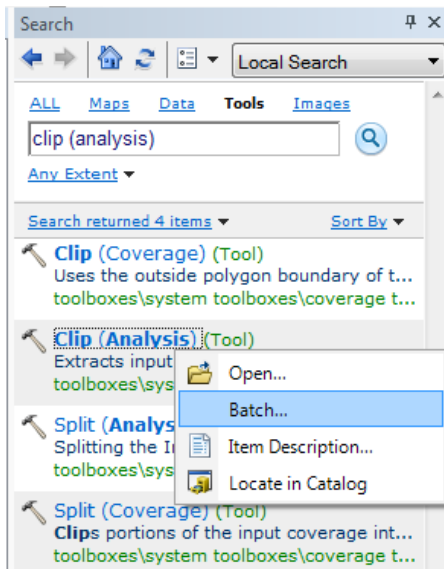 Search
Local Search
ALL Maps Data Tools Images
clip (analysis)
Any Extent
Search returned 4 items Sort By
Clip (Coverage) (Tool)
Uses the outside polygon boundary of t...
toolboxes\system toolboxes\coverage t...
Clip (Analysis) (Tool)
Extracts input
toolboxes\sys
Open...
Batch...
Item Description...
Locate in Catalog
Split (Analys
Splitting the
toolboxes\sys
Split (Coverage) (Tool)
Clips portions of the input coverage int...
toolboxes\system toolboxes\coverage t...